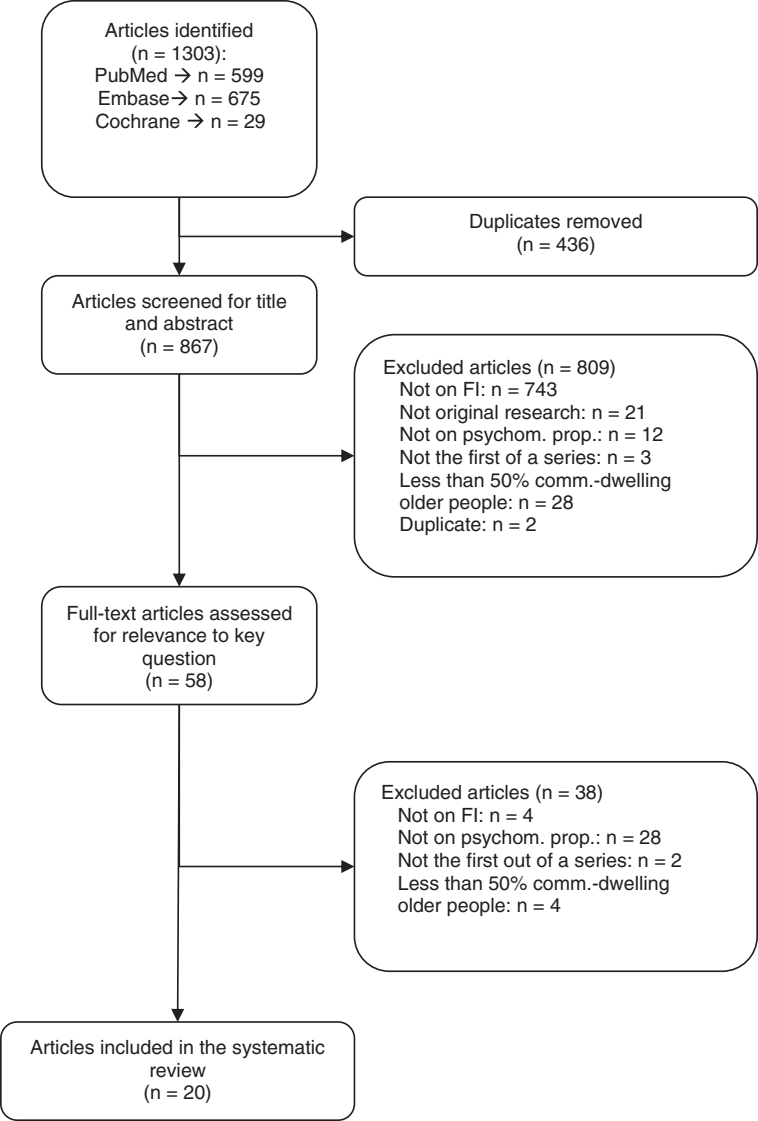 Articles identified
(n = 1303):
PubMed → n = 599
Embase→ n = 675
Cochrane → n = 29
Duplicates removed
(n = 436)
Articles screened for title
and abstract
(n = 867)
Excluded articles (n = 809)
Not on FI: n = 743
Not original research: n = 21
Not on psychom. prop.: n = 12
Not the first of a series: n = 3
Less than 50% comm.-dwelling
older people: n = 28
Duplicate: n = 2
Full-text articles assessed
for relevance to key
question
(n = 58)
Excluded articles (n = 38)
Not on FI: n = 4
Not on psychom. prop.: n = 28
Not the first out of a series: n = 2
Less than 50% comm.-dwelling
older people: n = 4
Articles included in the systematic
review
(n = 20)